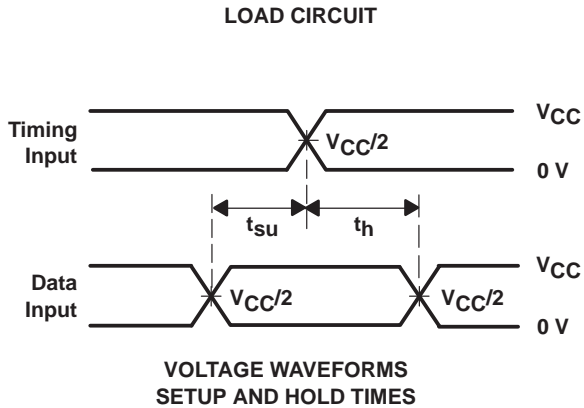 LOAD CIRCUIT
Timing
Input
VCC/2
VCC
0 V
tsu
th
Data
Input
VCC/2
VCC/2
VCC
0 V
VOLTAGE WAVEFORMS
SETUP AND HOLD TIMES